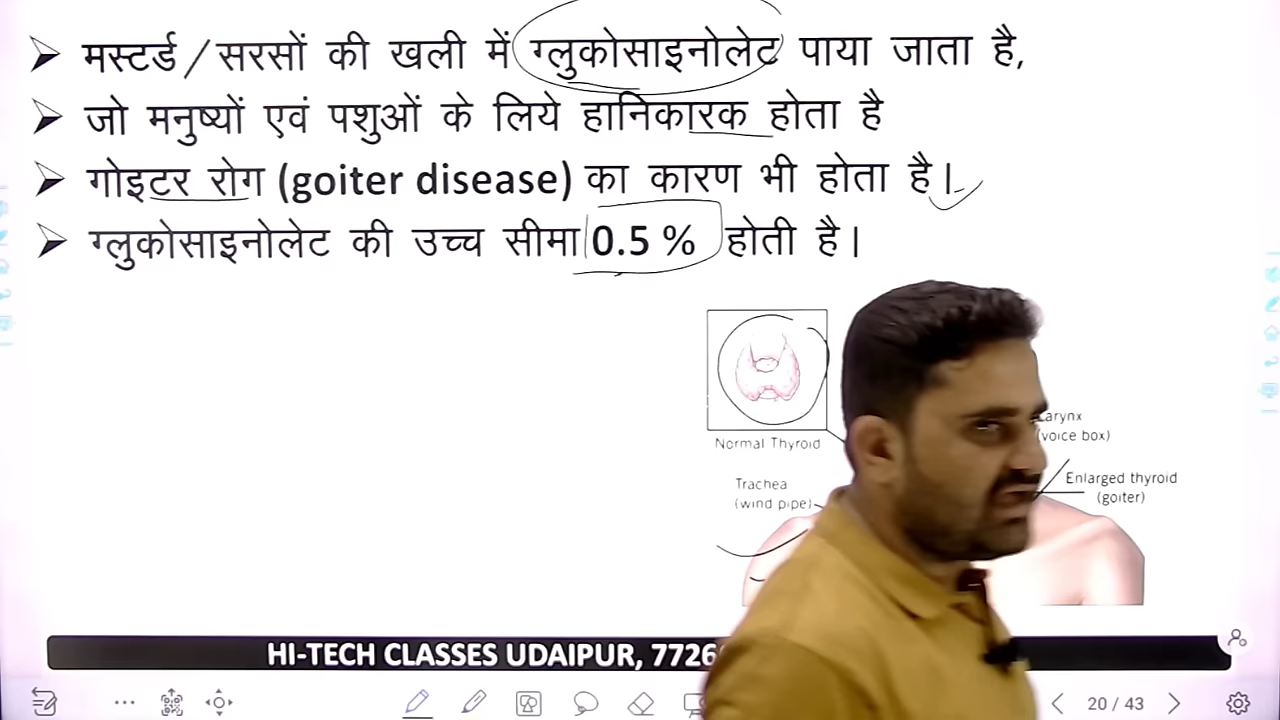 मस्टर्ड/सरसों की खली में ग्लुकोसाइनोलेट पाया जाता है,
जो मनुष्यों एवं पशुओं के लिये हानिकारक होता है
गोइटर रोग (goiter disease) का कारण भी होता है।
ग्लुकोसाइनोलेट की उच्च सीमा 0.5 % होती है।
Normal Thyroid
Larynx
(voice box)
Trachea
(wind pipe)
Enlarged thyroid
(goiter)
HI-TECH CLASSES UDAIPUR, 7726
20 / 43